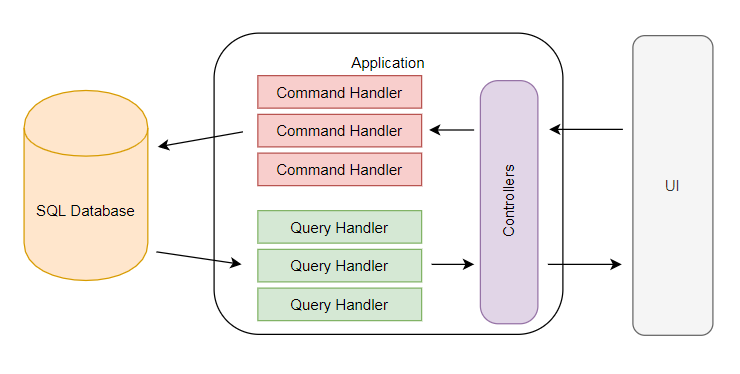 Application
Command Handler
Command Handler
Command Handler
SQL Database
Query Handler
Query Handler
Query Handler
Controllers
UI